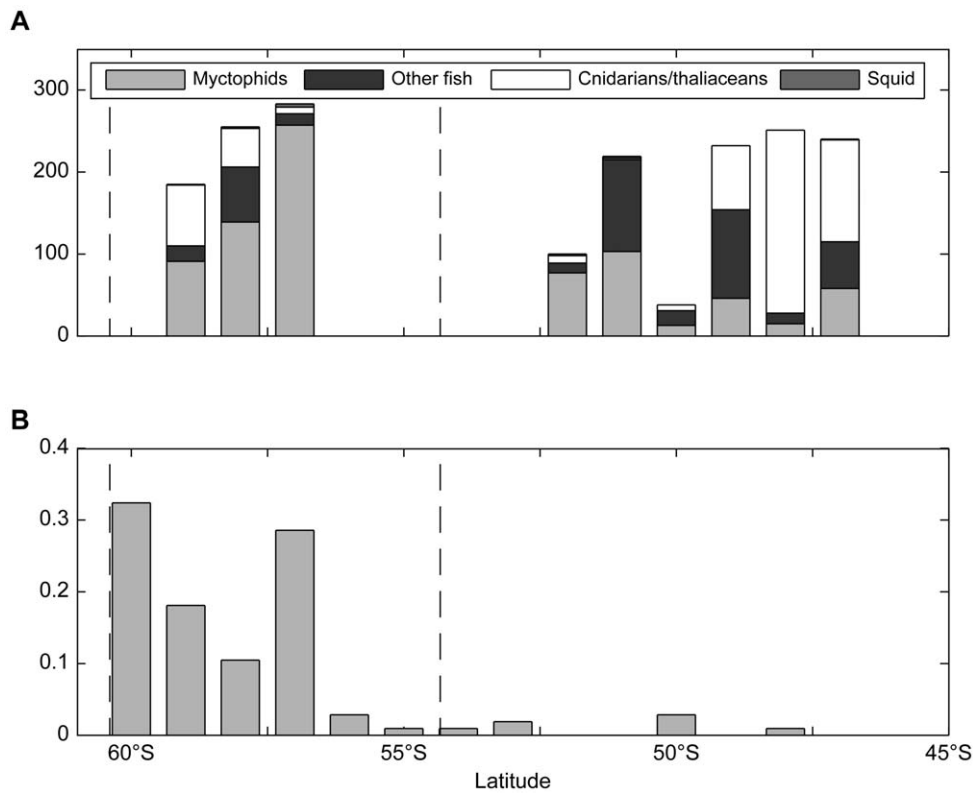 A
Myctophids Other fish Cnidarians/thaliaceans Squid
300
200
100
0
B
0.4
0.3
0.2
0.1
0
60°S 55°S 50°S 45°S
Latitude